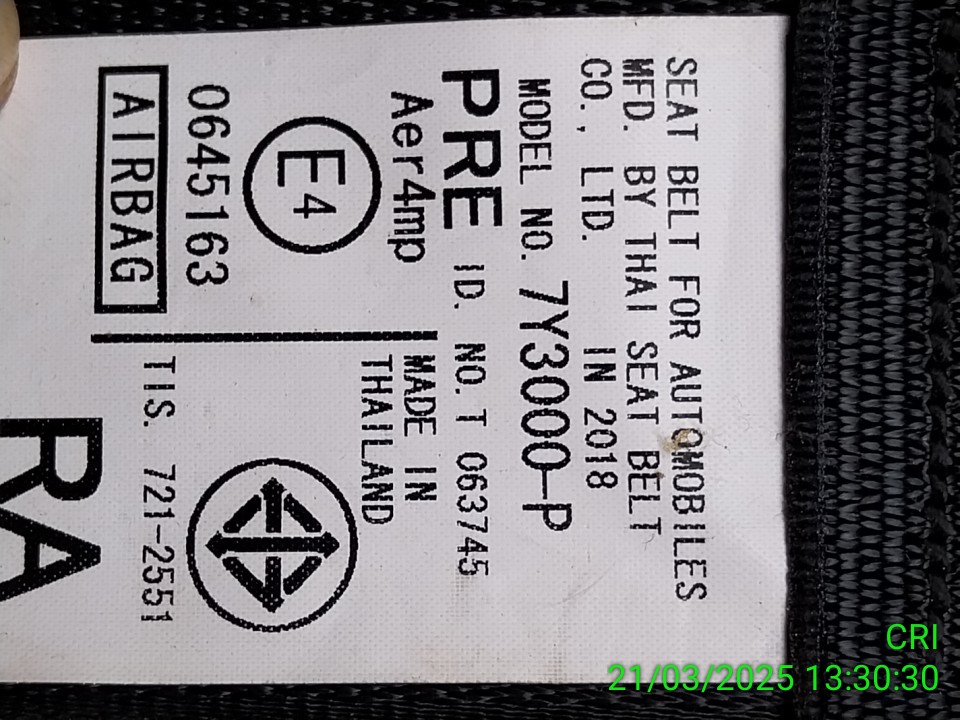 SEAT BELT FOR AUTOMOBILES
MFD. BY THAI SEAT BELT
CO., LTD. IN 2018
MODEL NO. 7Y3000-P
PRE ID. NO. T 063745
Aer4mp
E4
0645163
AIRBAG
MADE IN
THAILAND
TIS. 721-2551
RA
CRI
21/03/2025 13:30:30